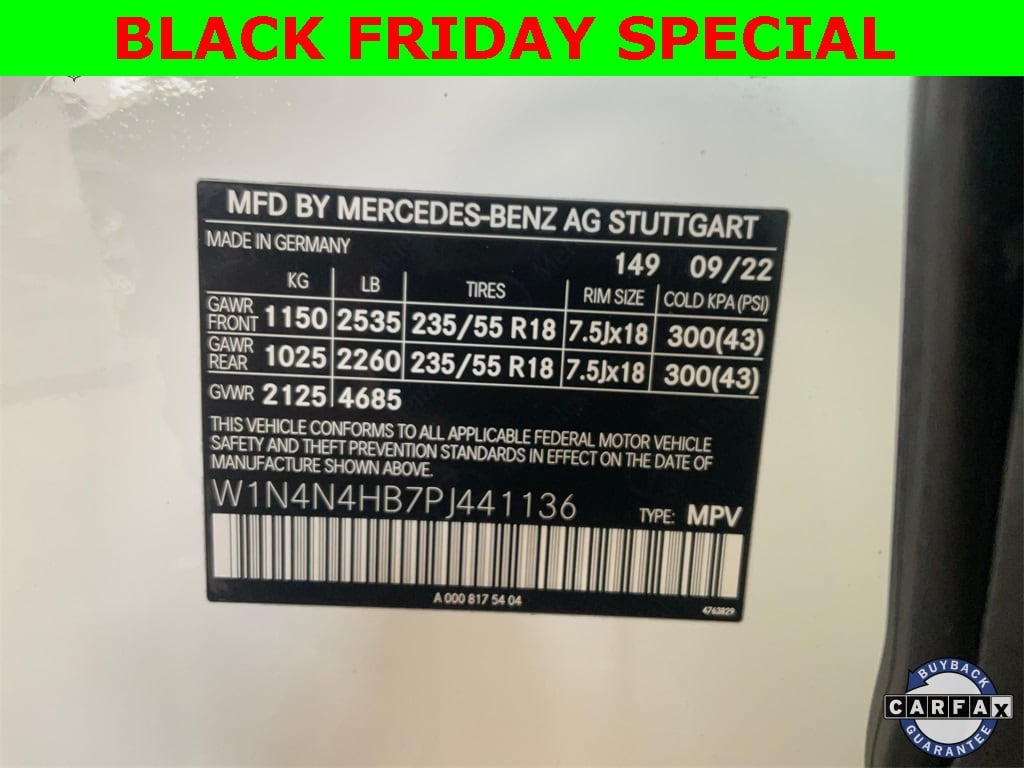 BLACK FRIDAY SPECIAL
MFD BY MERCEDES-BENZ AG STUTTGART
MADE IN GERMANY
149 09/22
KG LB TIRES RIM SIZE COLD KPA (PSI)
GAWR FRONT 1150 2535 235/55 R18 7.5Jx18 300(43)
GAWR REAR 1025 2260 235/55 R18 7.5Jx18 300(43)
GVWR 2125 4685
THIS VEHICLE CONFORMS TO ALL APPLICABLE FEDERAL MOTOR VEHICLE
SAFETY AND THEFT PREVENTION STANDARDS IN EFFECT ON THE DATE OF
MANUFACTURE SHOWN ABOVE.
W1N4N4HB7PJ441136 TYPE: MPV
A 000 817 54 04
4763829
BUYBACK
CARFAX
GUARANTEE